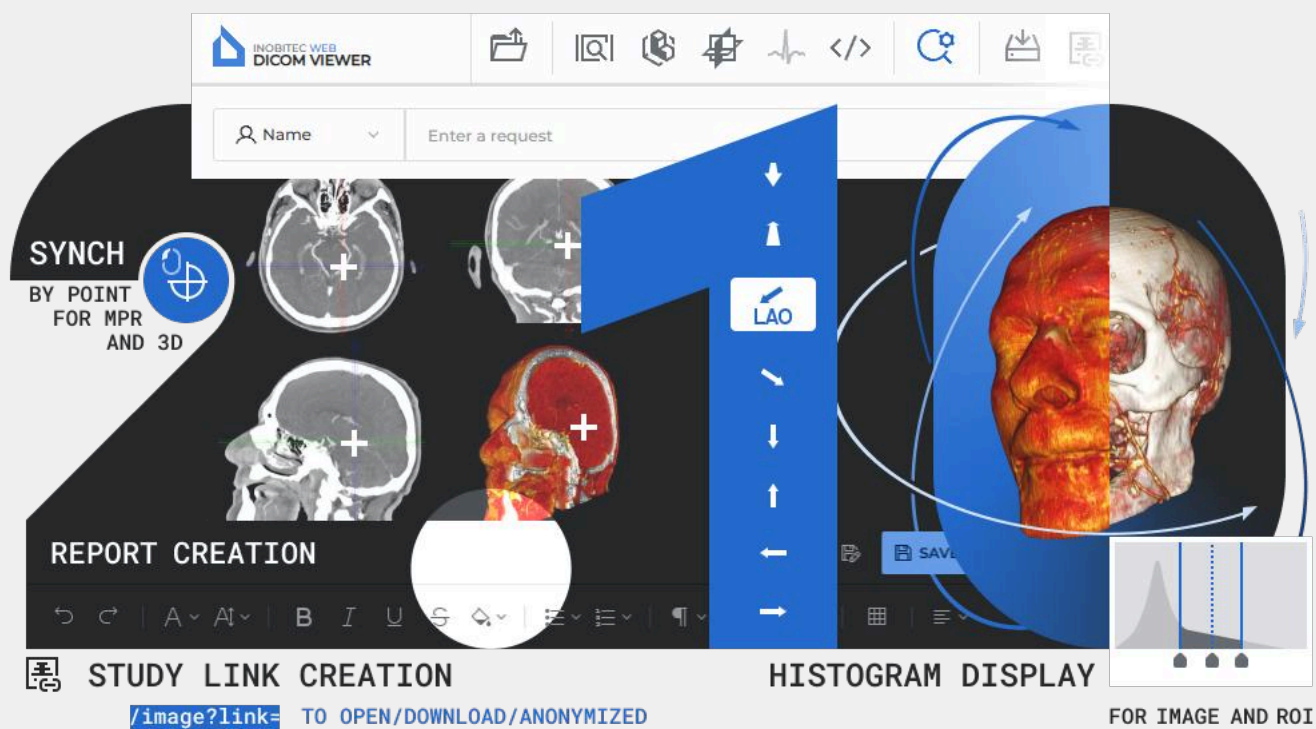 INOBITEC WEB
DICOM VIEWER
Name
Enter a request
SYNCH
BY POINT
FOR MPR
AND 3D
LAO
REPORT CREATION
SAVE
STUDY LINK CREATION
HISTOGRAM DISPLAY
/image?link=
TO OPEN/DOWNLOAD/ANONYMIZED
FOR IMAGE AND ROI